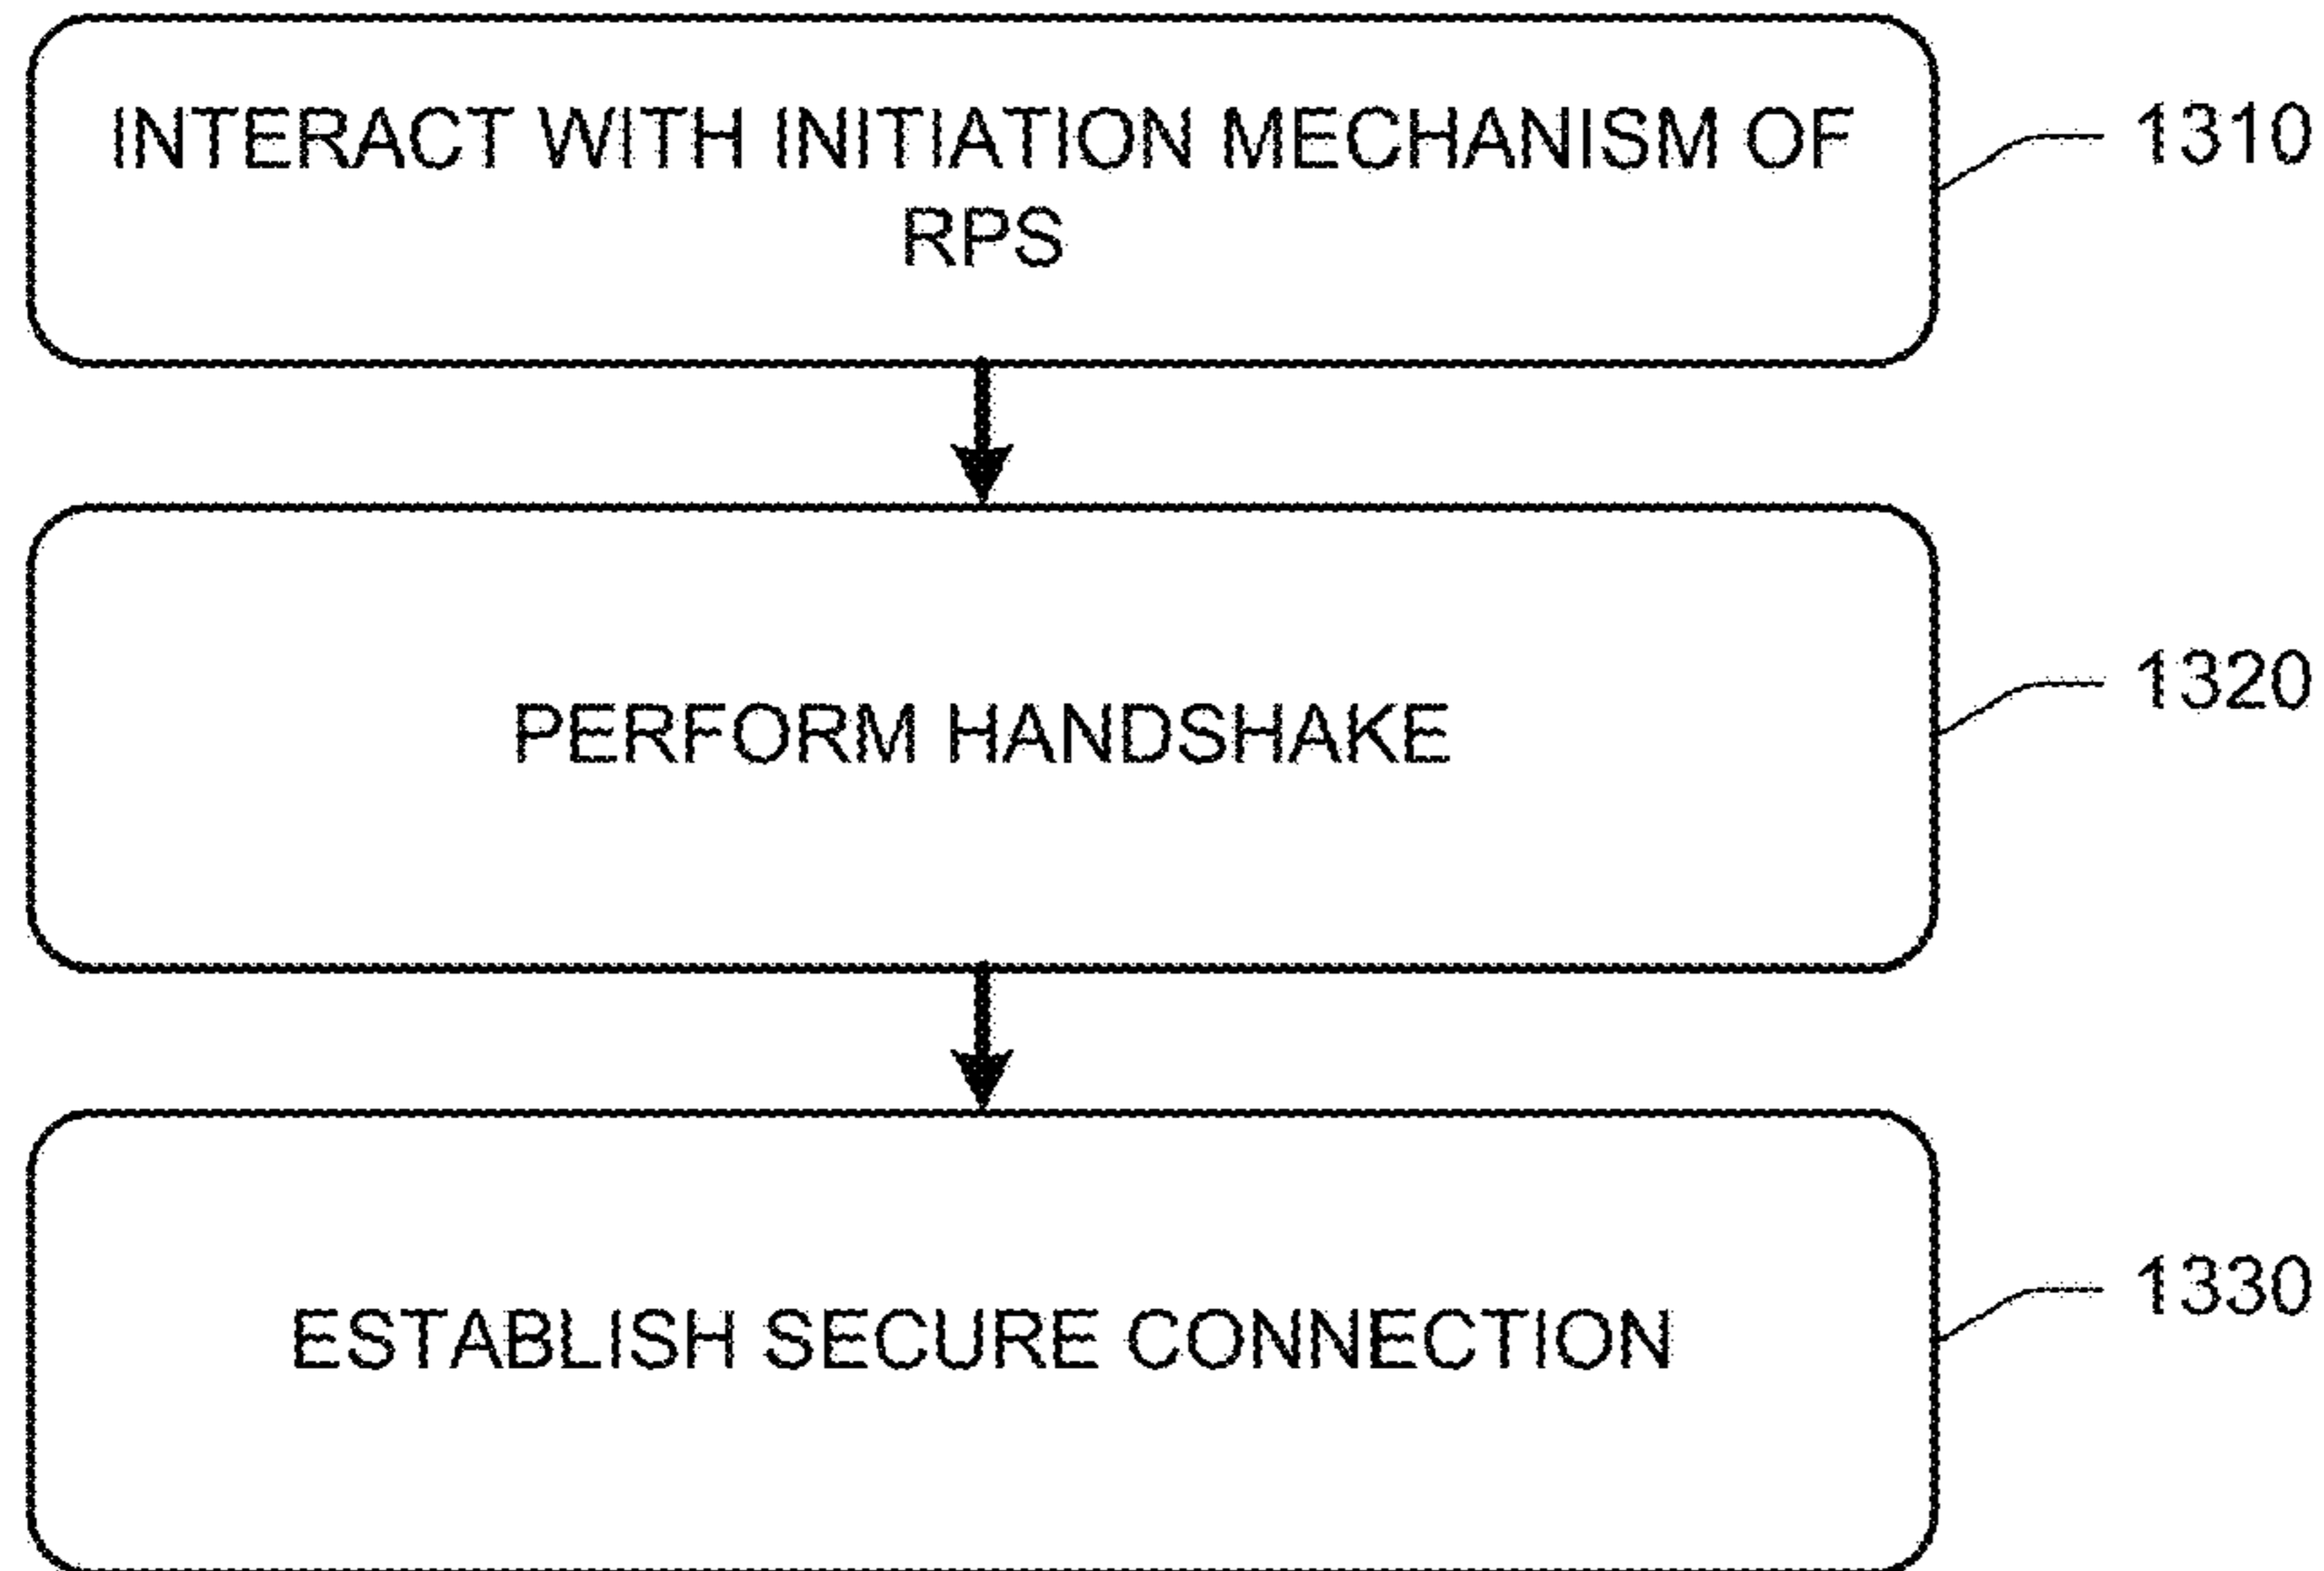 INTERACT WITH INITIATION MECHANISM OF
RPS
1310
PERFORM HANDSHAKE
1320
ESTABLISH SECURE CONNECTION
1330